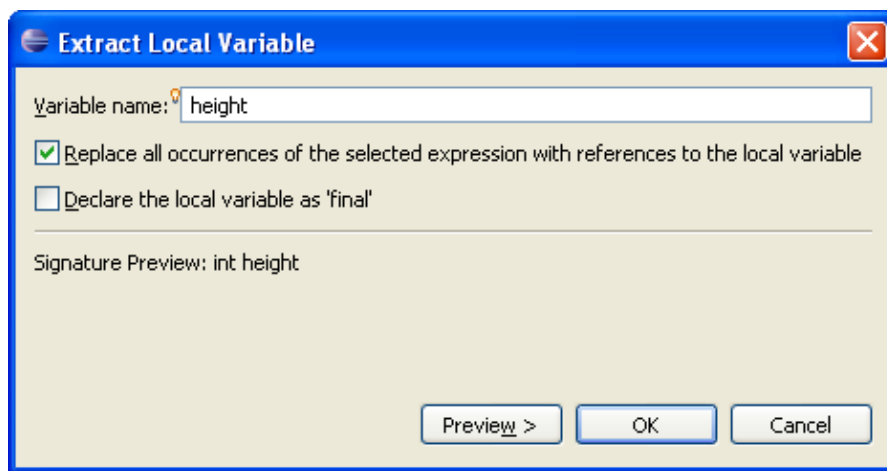 Extract Local Variable
Variable name: height
Replace all occurrences of the selected expression with references to the local variable
Declare the local variable as 'final'
Signature Preview: int height
Preview > OK Cancel